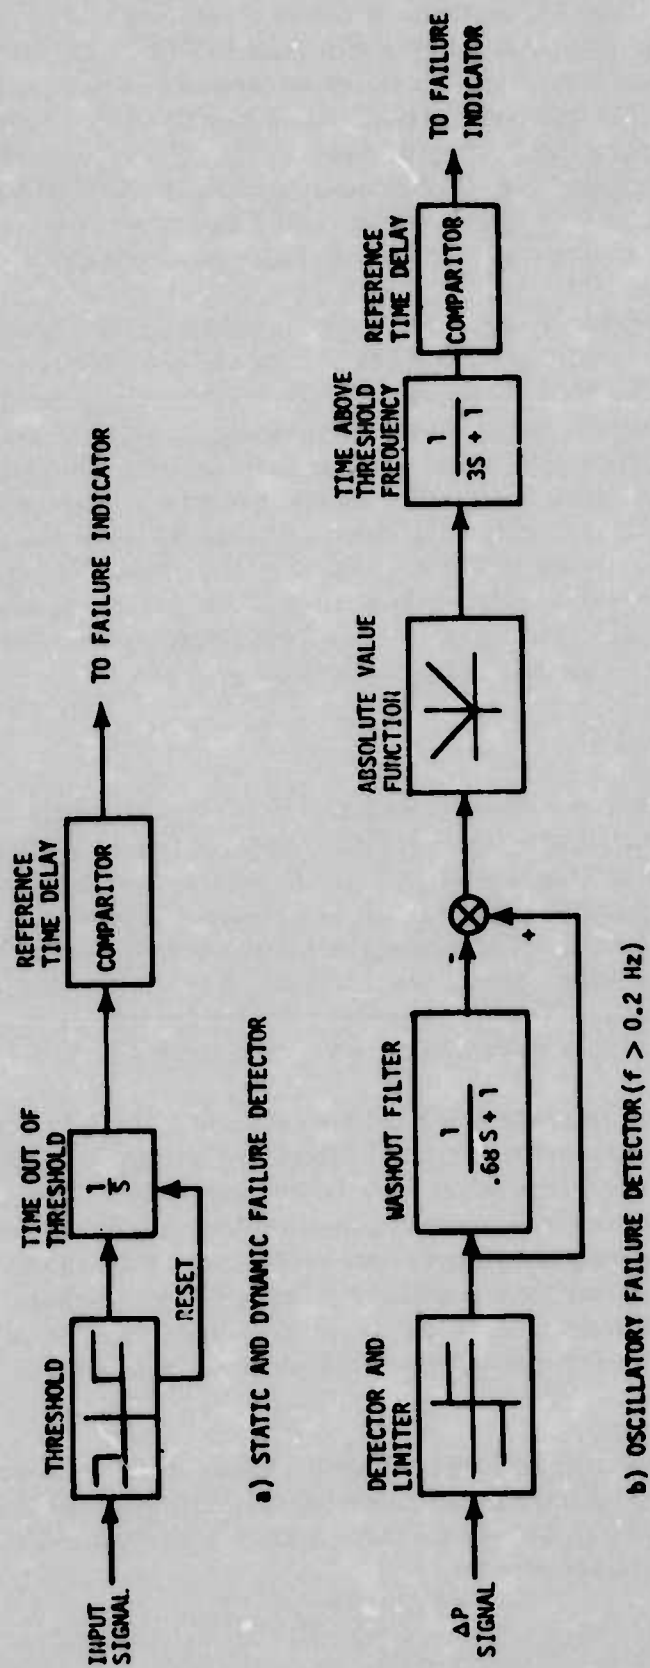 INPUT
SIGNAL
THRESHOLD
RESET
TIME OUT OF
THRESHOLD
1
S
REFERENCE
TIME DELAY
COMPARITOR
TO FAILURE INDICATOR
a) STATIC AND DYNAMIC FAILURE DETECTOR
ΔP
SIGNAL
DETECTOR AND
LIMITER
WASHOUT FILTER
1
.68 S + 1
-
+
ABSOLUTE VALUE
FUNCTION
TIME ABOVE
THRESHOLD
FREQUENCY
1
3S + 1
REFERENCE
TIME DELAY
COMPARITOR
TO FAILURE
INDICATOR
b) OSCILLATORY FAILURE DETECTOR (f > 0.2 Hz)